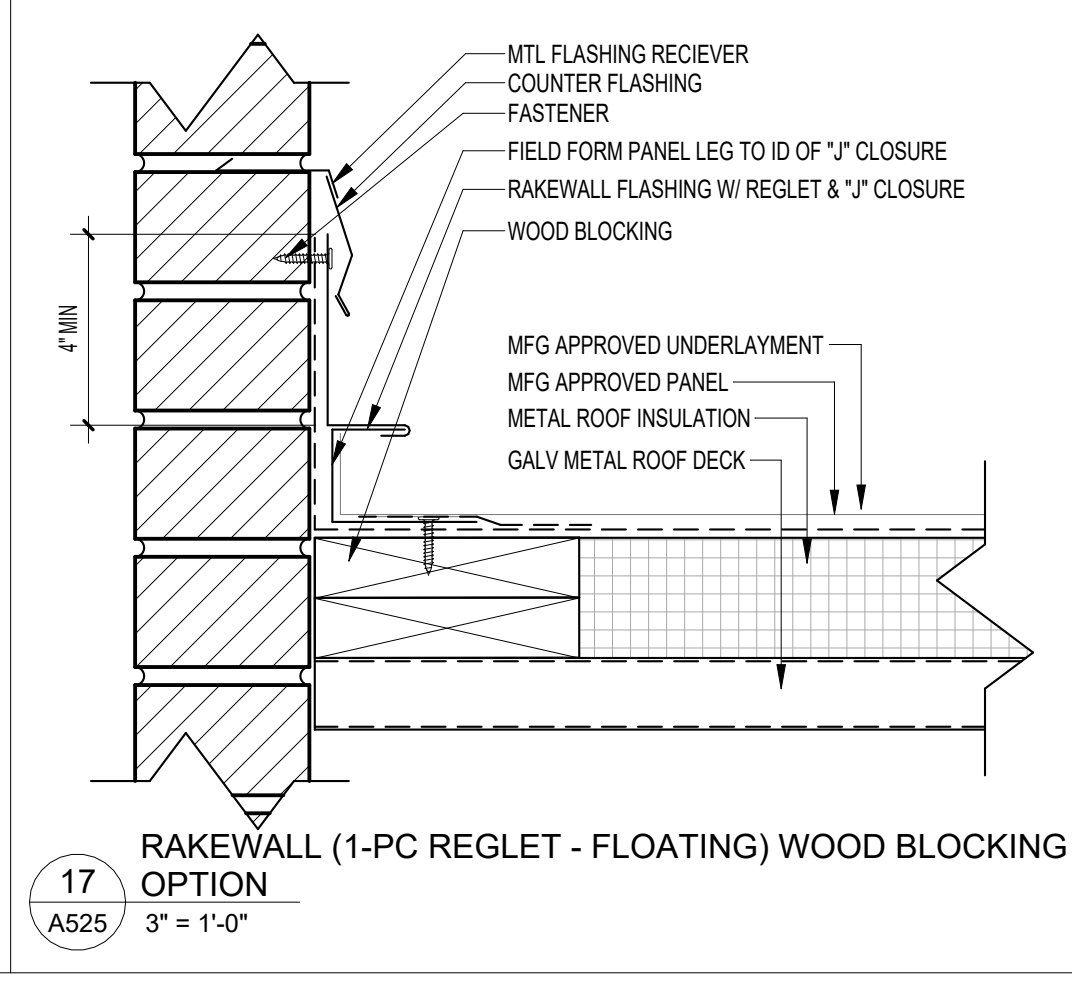 MTL FLASHING RECIEVER
COUNTER FLASHING
FASTENER
FIELD FORM PANEL LEG TO ID OF "J" CLOSURE
RAKEWALL FLASHING W/ REGLET & "J" CLOSURE
WOOD BLOCKING
4" MIN
MFG APPROVED UNDERLAYMENT
MFG APPROVED PANEL
METAL ROOF INSULATION
GALV METAL ROOF DECK
RAKEWALL (1-PC REGLET - FLOATING) WOOD BLOCKING
OPTION
17
A525
3" = 1'-0"